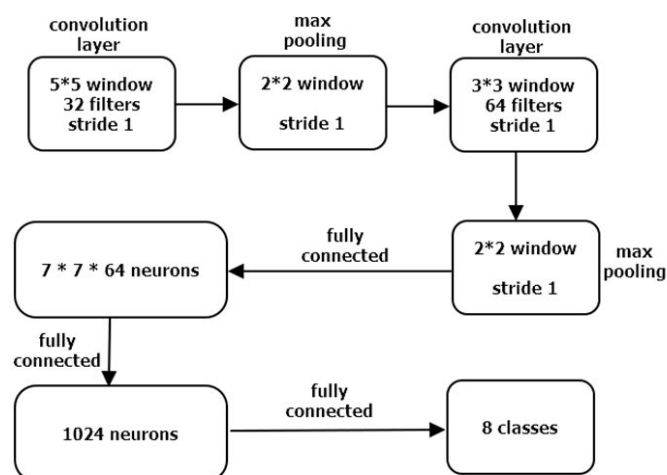 convolution
layer
5*5 window
32 filters
stride 1
max
pooling
2*2 window
stride 1
convolution
layer
3*3 window
64 filters
stride 1
2*2 window
stride 1
max
pooling
fully
connected
7 * 7 * 64 neurons
fully
connected
1024 neurons
fully
connected
8 classes